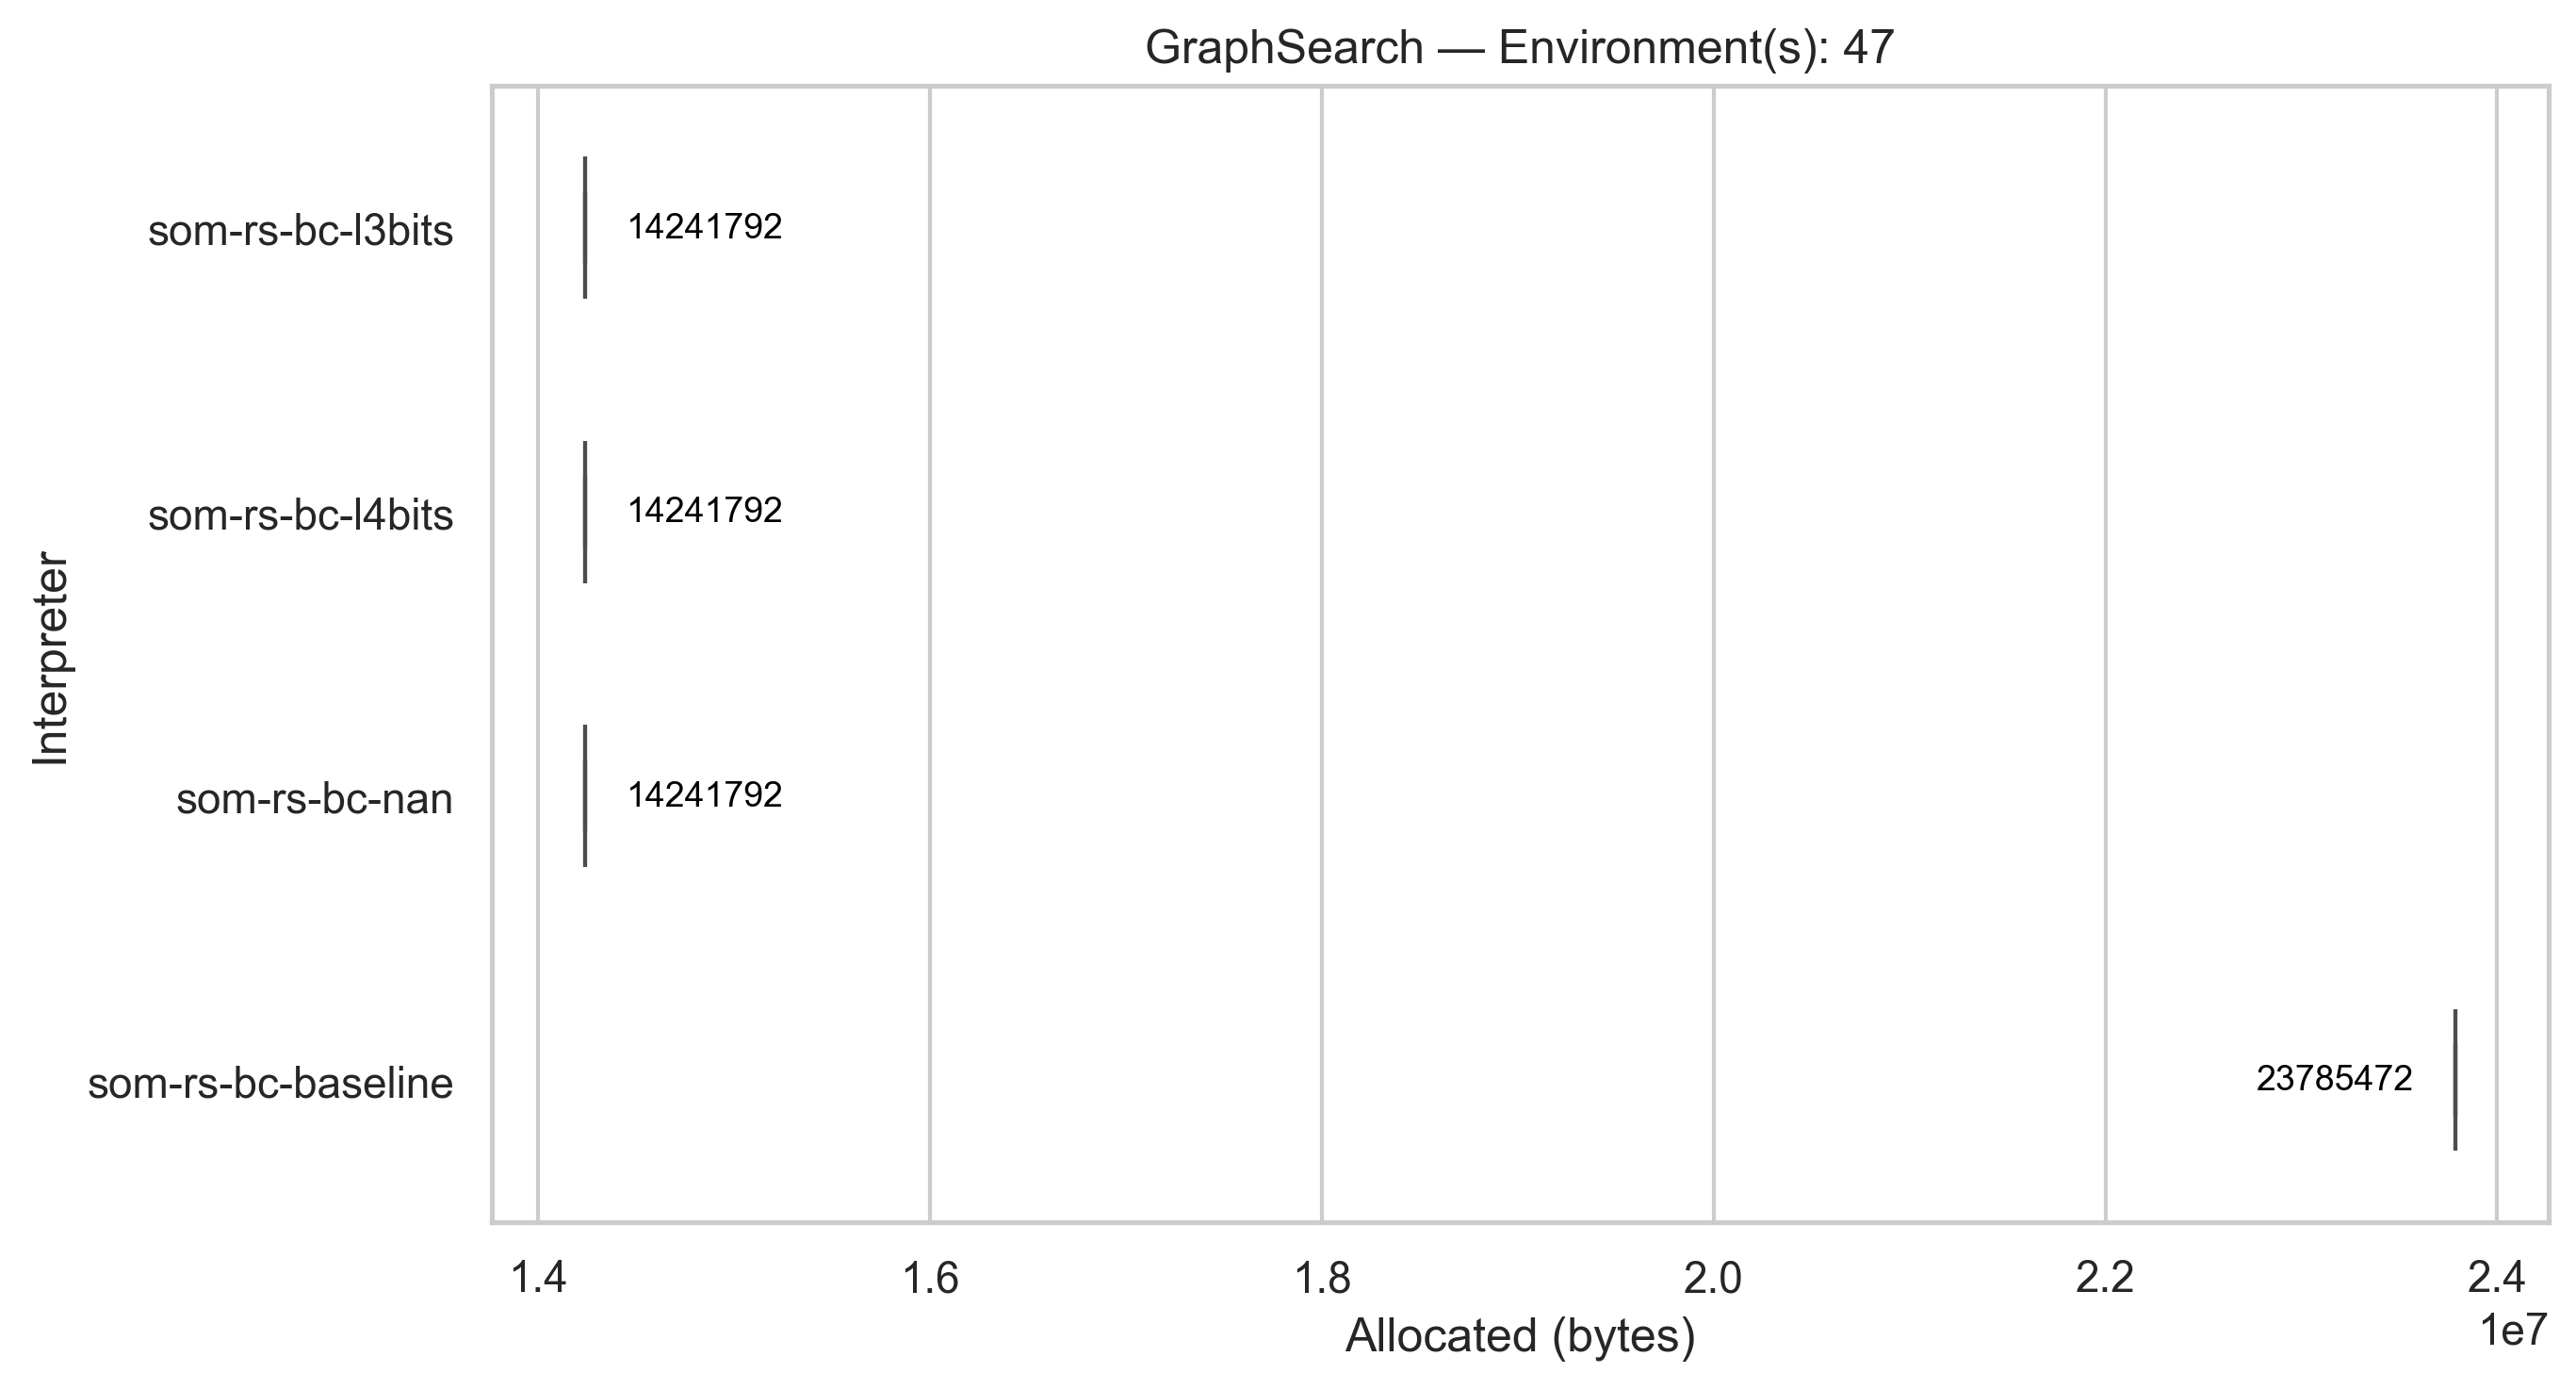 GraphSearch — Environment(s): 47
Interpreter
som-rs-bc-l3bits
14241792
som-rs-bc-l4bits
14241792
som-rs-bc-nan
14241792
som-rs-bc-baseline
23785472
1.4 1.6 1.8 2.0 2.2 2.4
1e7
Allocated (bytes)